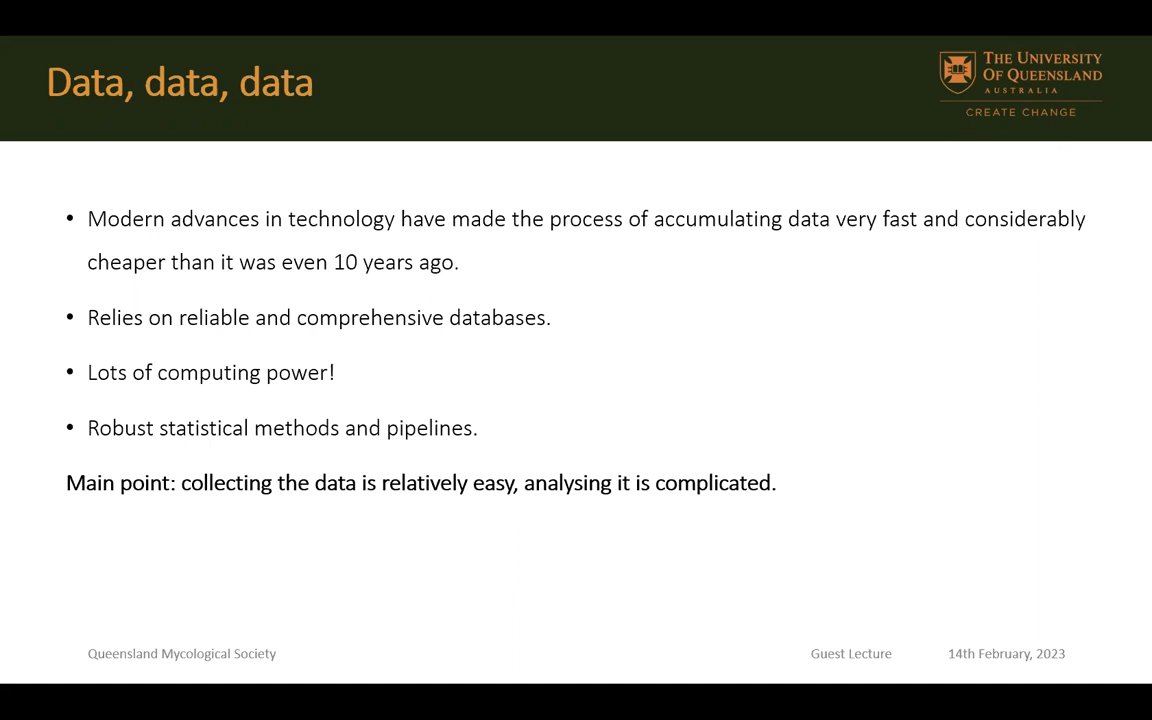 Data, data, data
THE UNIVERSITY
OF QUEENSLAND
AUSTRALIA
CREATE CHANGE
• Modern advances in technology have made the process of accumulating data very fast and considerably
cheaper than it was even 10 years ago.
• Relies on reliable and comprehensive databases.
• Lots of computing power!
• Robust statistical methods and pipelines.
Main point: collecting the data is relatively easy, analysing it is complicated.
Queensland Mycological Society
Guest Lecture
14th February, 2023